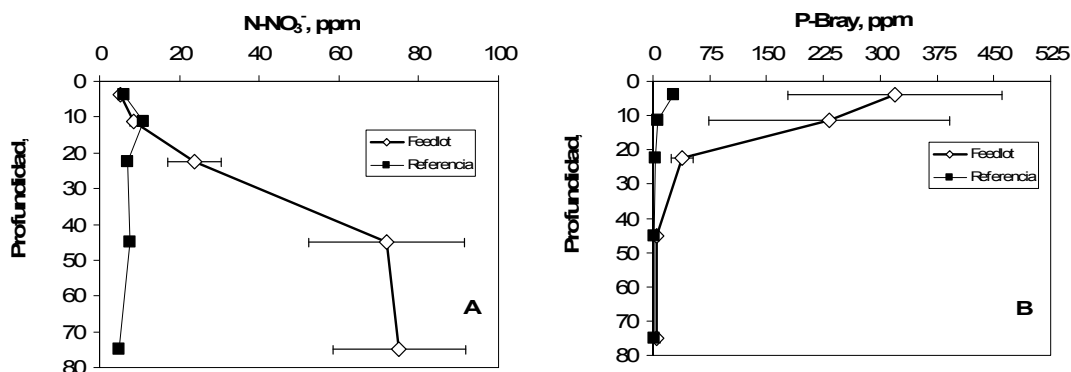 N-NO₃⁻, ppm
0 20 40 60 80 100
0
10
20
30
40
50
60
70
80
Profundidad,
Feedlot
Referencia
A
P-Bray, ppm
0 75 150 225 300 375 450 525
0
10
20
30
40
50
60
70
80
Profundidad,
Feedlot
Referencia
B